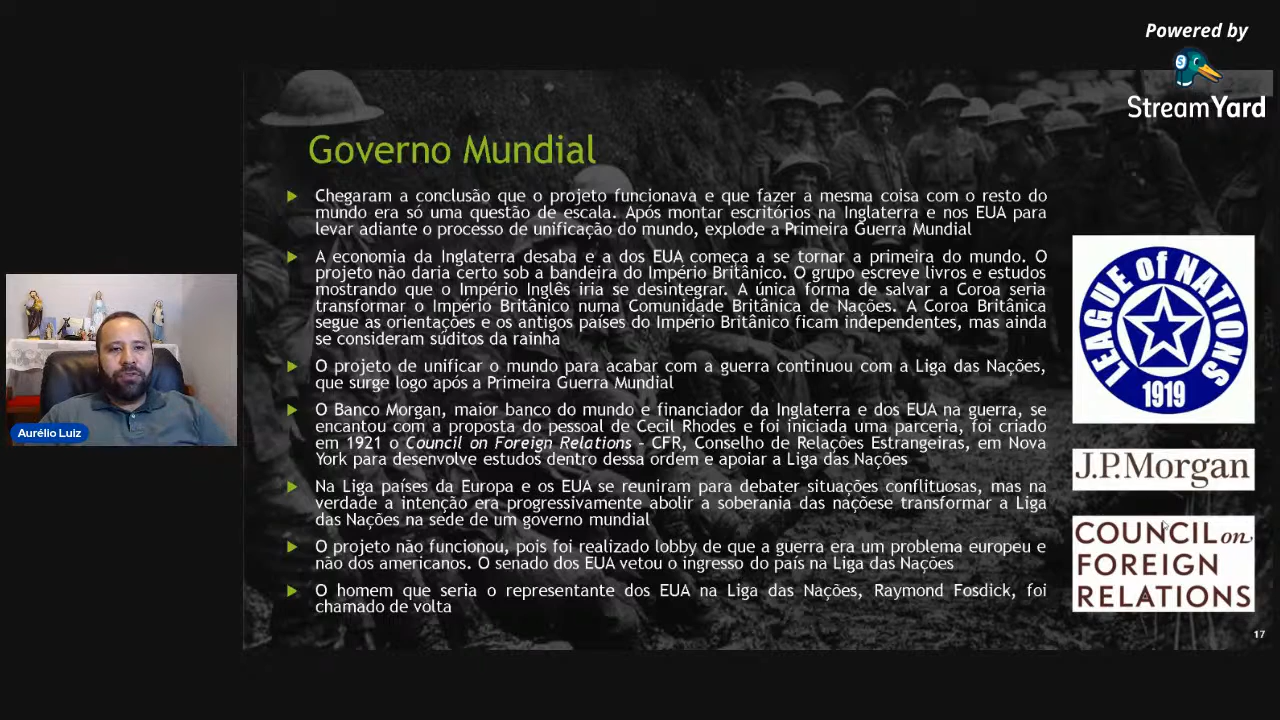 Powered by
StreamYard
Governo Mundial
Chegaram a conclusão que o projeto funcionava e que fazer a mesma coisa com o resto do
mundo era só uma questão de escala. Após montar escritórios na Inglaterra e nos EUA para
levar adiante o processo de unificação do mundo, explode a Primeira Guerra Mundial
A economia da Inglaterra desaba e a dos EUA começa a se tornar a primeira do mundo. O
projeto não daria certo sob a bandeira do Império Britânico. O grupo escreve livros e estudos
mostrando que o Império Inglês iria se desintegrar. A única forma de salvar a Coroa seria
transformar o Império Britânico numa Comunidade Britânica de Nações. A Coroa Britânica
segue as orientações e os antigos países do Império Britânico ficam independentes, mas ainda
se consideram súditos da rainha
O projeto de unificar o mundo para acabar com a guerra continuou com a Liga das Nações,
que surge logo após a Primeira Guerra Mundial
O Banco Morgan, maior banco do mundo e financiador da Inglaterra e dos EUA na guerra, se
encantou com a proposta do pessoal de Cecil Rhodes e foi iniciada uma parceria, foi criado
em 1921 o Council on Foreign Relations – CFR, Conselho de Relações Estrangeiras, em Nova
York para desenvolve estudos dentro dessa ordem e apoiar a Liga das Nações
Na Liga países da Europa e os EUA se reuniram para debater situações conflituosas, mas na
verdade a intenção era progressivamente abolir a soberania das naçõese transformar a Liga
das Nações na sede de um governo mundial
O projeto não funcionou, pois foi realizado lobby de que a guerra era um problema europeu e
não dos americanos. O senado dos EUA vetou o ingresso do país na Liga das Nações
O homem que seria o representante dos EUA na Liga das Nações, Raymond Fosdick, foi
chamado de volta
LEAGUE of NATIONS
1919
J.P.Morgan
COUNCIL on
FOREIGN
RELATIONS
17
Aurélio Luiz